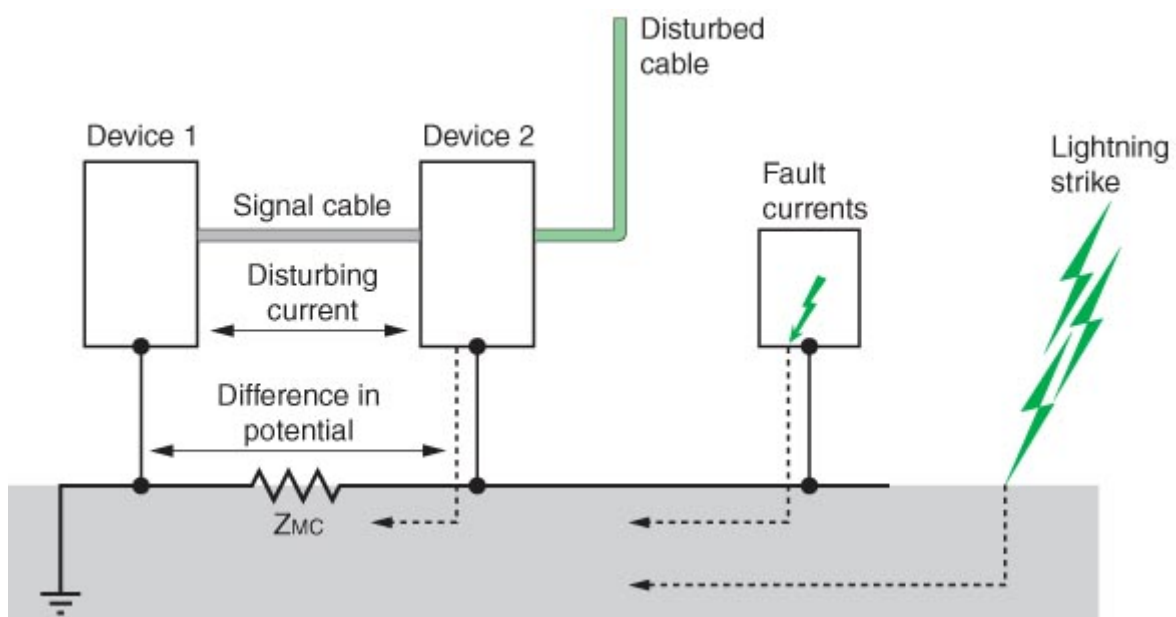 Disturbed
cable
Device 1
Device 2
Signal cable
Disturbing
current
Difference in
potential
ZMC
Fault
currents
Lightning
strike